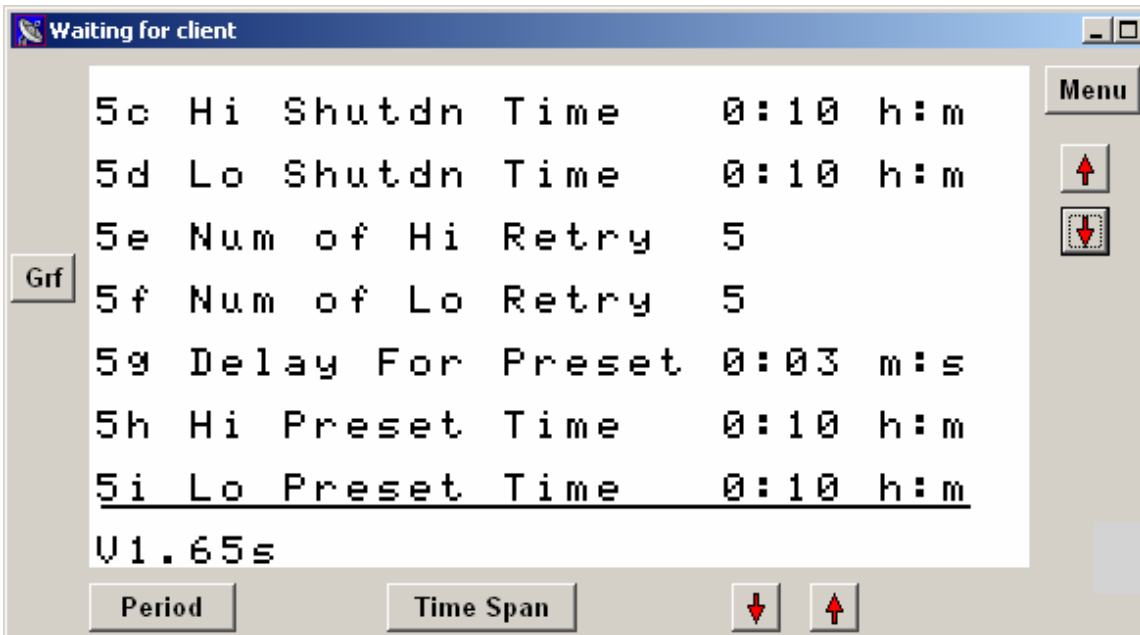 Waiting for client
Menu
5c Hi Shutdn Time 0:10 h:m
5d Lo Shutdn Time 0:10 h:m
5e Num of Hi Retry 5
Grf
5f Num of Lo Retry 5
5g Delay For Preset 0:03 m:s
5h Hi Preset Time 0:10 h:m
5i Lo Preset Time 0:10 h:m
V1.65s
Period Time Span